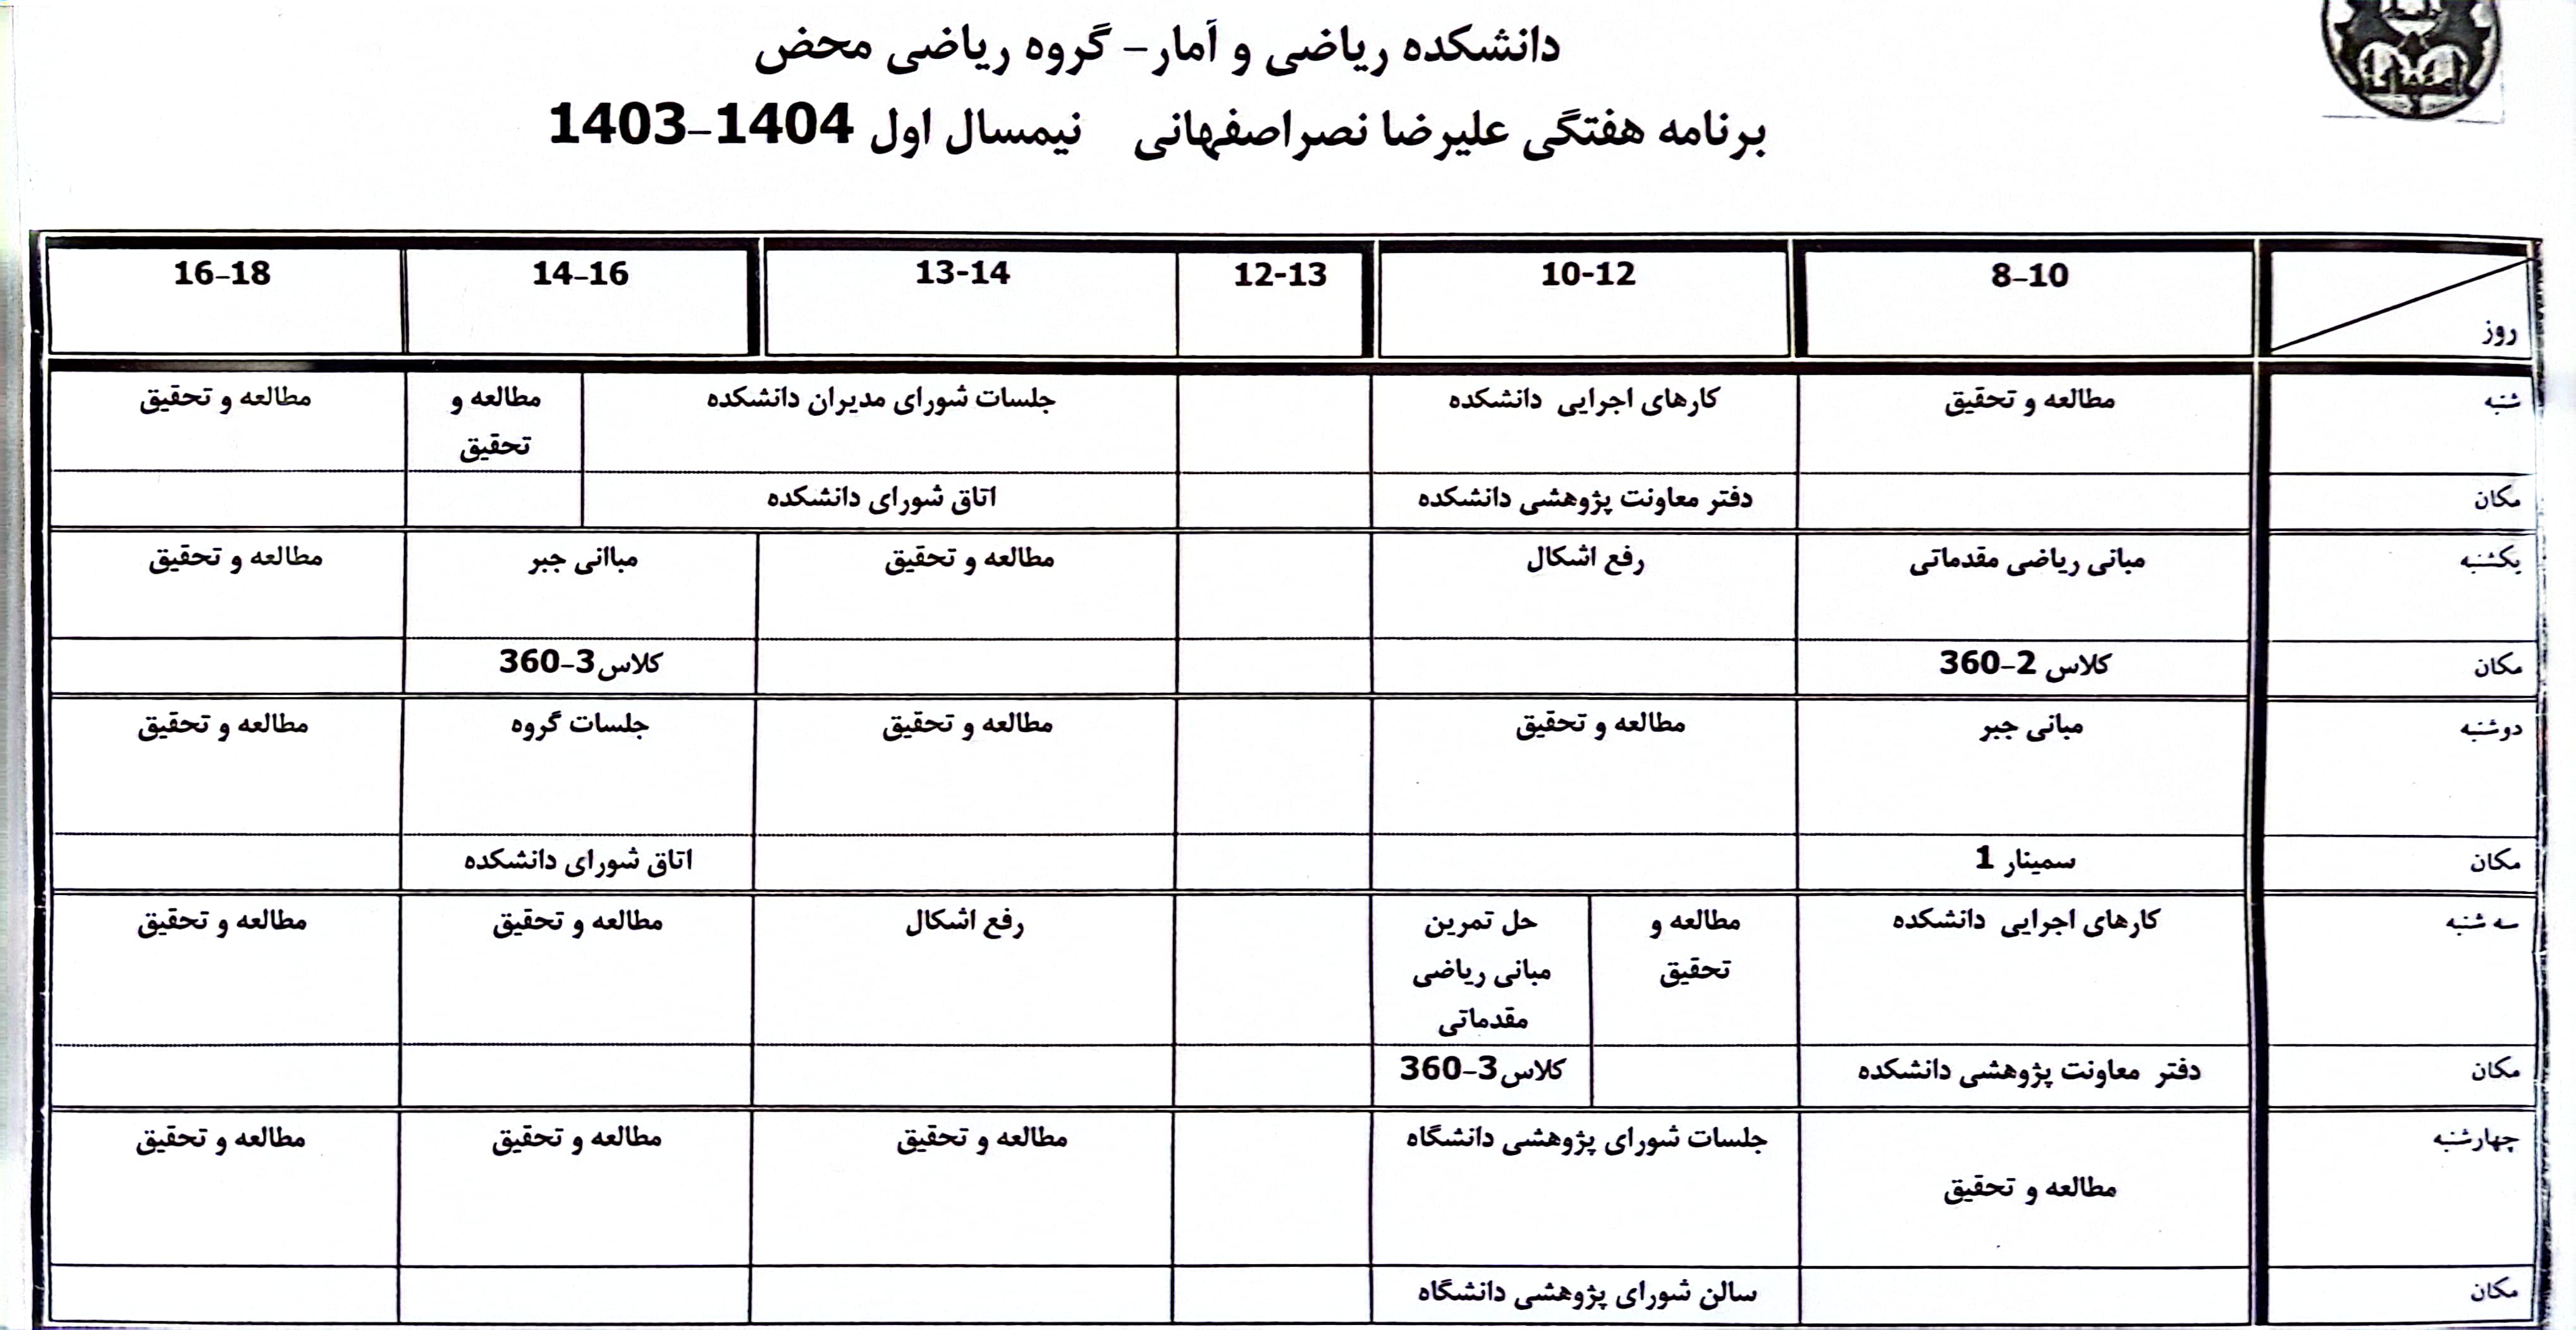 دانشکده ریاضی و آمار- گروه ریاضی محض
برنامه هفتگی علیرضا نصراصفهانی نیمسال اول 1404-1403
روز 8-10 10-12 12-13 13-14 14-16 16-18
شنبه مطالعه و تحقیق کارهای اجرایی دانشکده جلسات شورای مدیران دانشکده مطالعه و مطالعه و تحقیق
تحقیق
مکان دفتر معاونت پژوهشی دانشکده اتاق شورای دانشکده
یکشنبه مبانی ریاضی مقدماتی رفع اشکال مطالعه و تحقیق مباانی جبر مطالعه و تحقیق
مکان کلاس 2-360 کلاس3-360
دوشنبه مبانی جبر مطالعه و تحقیق مطالعه و تحقیق جلسات گروه مطالعه و تحقیق
مکان سمینار 1 اتاق شورای دانشکده
سه شنبه کارهای اجرایی دانشکده مطالعه و حل تمرین رفع اشکال مطالعه و تحقیق مطالعه و تحقیق
تحقیق مبانی ریاضی
مقدماتی
مکان دفتر معاونت پژوهشی دانشکده کلاس3-360
چهارشنبه جلسات شورای پژوهشی دانشگاه مطالعه و تحقیق مطالعه و تحقیق مطالعه و تحقیق
مطالعه و تحقیق
مکان سالن شورای پژوهشی دانشگاه